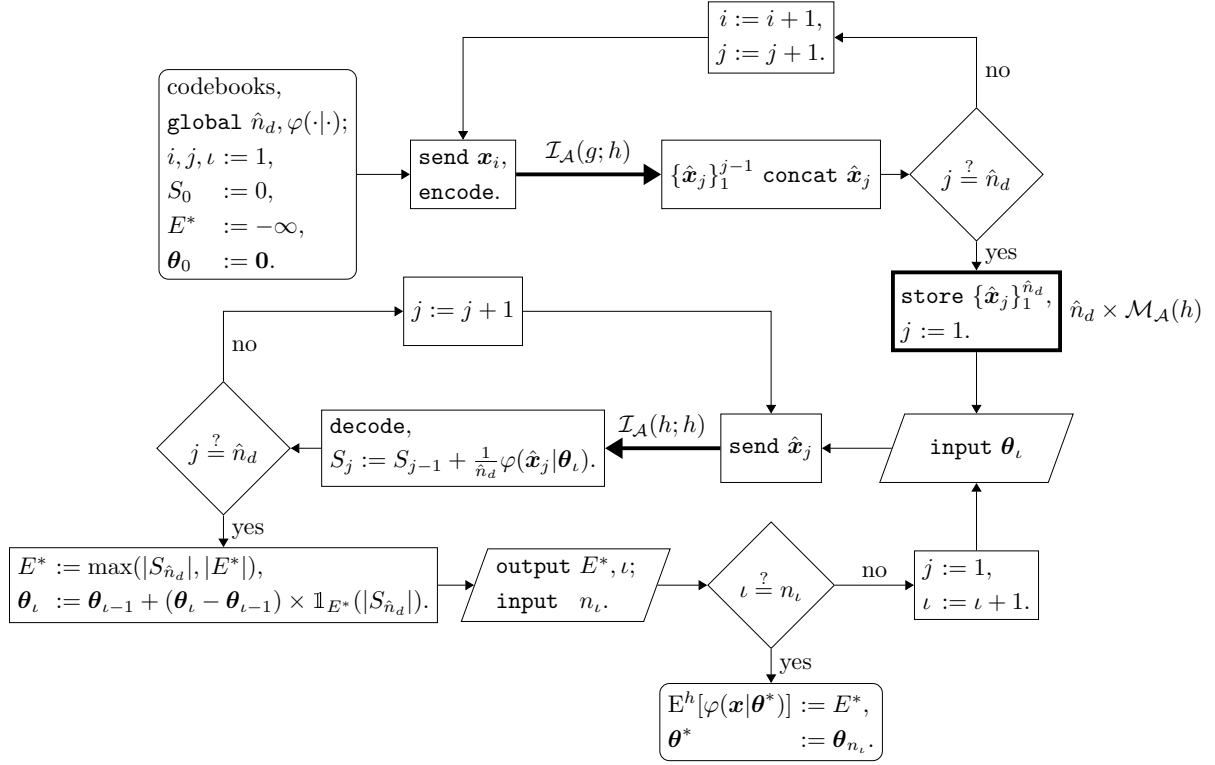 i := i + 1,
j := j + 1.
no
codebooks,
global n̂_d, φ(·|·);
i, j, ι := 1,
S_0 := 0,
E* := −∞,
θ_0 := 0.
send x_i,
encode.
I_A(g; h)
{x̂_j}_1^{j−1} concat x̂_j
j ≟ n̂_d
yes
store {x̂_j}_1^{n̂_d},
j := 1.
n̂_d × M_A(h)
j := j + 1
no
j ≟ n̂_d
decode,
S_j := S_{j−1} + 1/n̂_d φ(x̂_j|θ_ι).
I_A(h; h)
send x̂_j
input θ_ι
yes
E* := max(|S_{n̂_d}|, |E*|),
θ_ι := θ_{ι−1} + (θ_ι − θ_{ι−1}) × 𝟙_{E*}(|S_{n̂_d}|).
output E*, ι;
input n_ι.
ι ≟ n_ι
no
j := 1,
ι := ι + 1.
yes
E^h[φ(x|θ*)] := E*,
θ* := θ_{n_ι}.